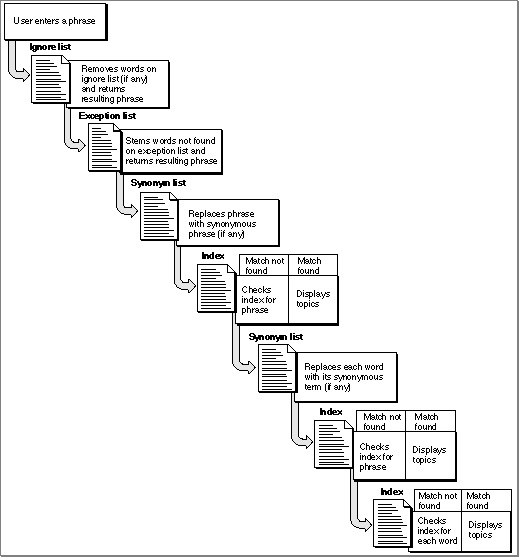 User enters a phrase
Ignore list
Removes words on
ignore list (if any)
and returns
resulting phrase
Exception list
Stems words not found
on exception list and
returns resulting phrase
Synonym list
Replaces phrase
with synonymous
phrase (if any)
Index
Match not
found
Match
found
Checks
index for
phrase
Displays
topics
Synonym list
Replaces each word
with its synonymous
term (if any)
Index
Match not
found
Match
found
Checks
index for
phrase
Displays
topics
Index
Match not
found
Match
found
Checks
index for
each word
Displays
topics